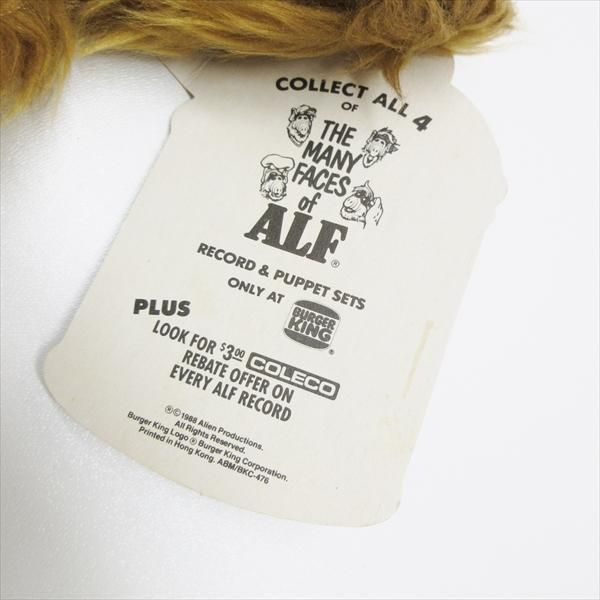 COLLECT ALL 4
OF
THE
MANY
FACES
of
ALF®
RECORD & PUPPET SETS
ONLY AT BURGER KING®
PLUS
LOOK FOR $3.00 COLECO
REBATE OFFER ON
EVERY ALF RECORD
®©1988 Alien Productions.
All Rights Reserved.
Burger King Logo ® Burger King Corporation.
Printed in Hong Kong. ABM/BKC-476